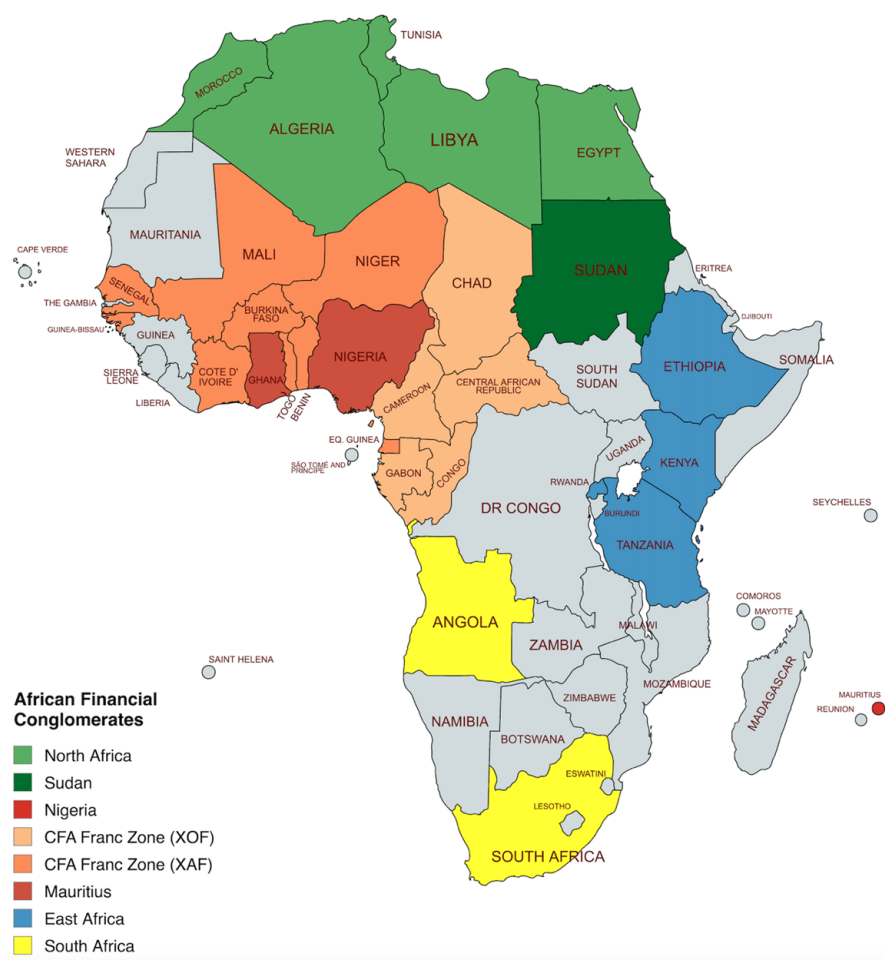 TUNISIA
MOROCCO
ALGERIA
LIBYA
EGYPT
WESTERN
SAHARA
MAURITANIA
CAPE VERDE
MALI
NIGER
CHAD
SUDAN
ERITREA
SENEGAL
THE GAMBIA
GUINEA-BISSAU
GUINEA
BURKINA
FASO
DJIBOUTI
NIGERIA
SOMALIA
ETHIOPIA
SOUTH
SUDAN
SIERRA
LEONE
COTE D'
IVOIRE
GHANA
LIBERIA
TOGO
BENIN
CAMEROON
CENTRAL AFRICAN
REPUBLIC
EQ. GUINEA
SÃO TOMÉ AND
PRINCIPE
GABON
CONGO
UGANDA
KENYA
RWANDA
BURUNDI
DR CONGO
SEYCHELLES
TANZANIA
COMOROS
MAYOTTE
ANGOLA
MALAWI
ZAMBIA
SAINT HELENA
MOZAMBIQUE
MADAGASCAR
ZIMBABWE
MAURITIUS
REUNION
NAMIBIA
BOTSWANA
ESWATINI
LESOTHO
SOUTH AFRICA
African Financial
Conglomerates
North Africa
Sudan
Nigeria
CFA Franc Zone (XOF)
CFA Franc Zone (XAF)
Mauritius
East Africa
South Africa